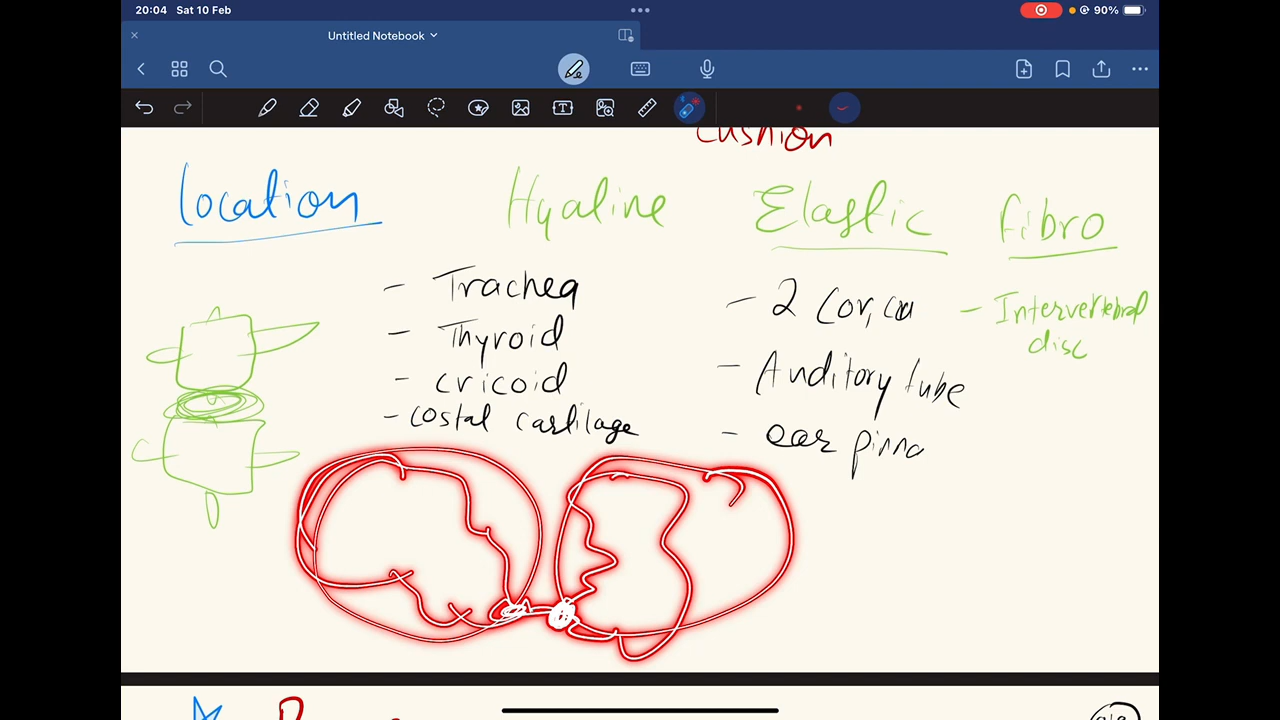 20:04 Sat 10 Feb
90%
Untitled Notebook
Cushion
Location Hyaline Elastic fibro
- Trachea
- Thyroid
- cricoid
- costal cartilage
- 2
- Auditory tube
- ear pinna
- Intervertebral
disc